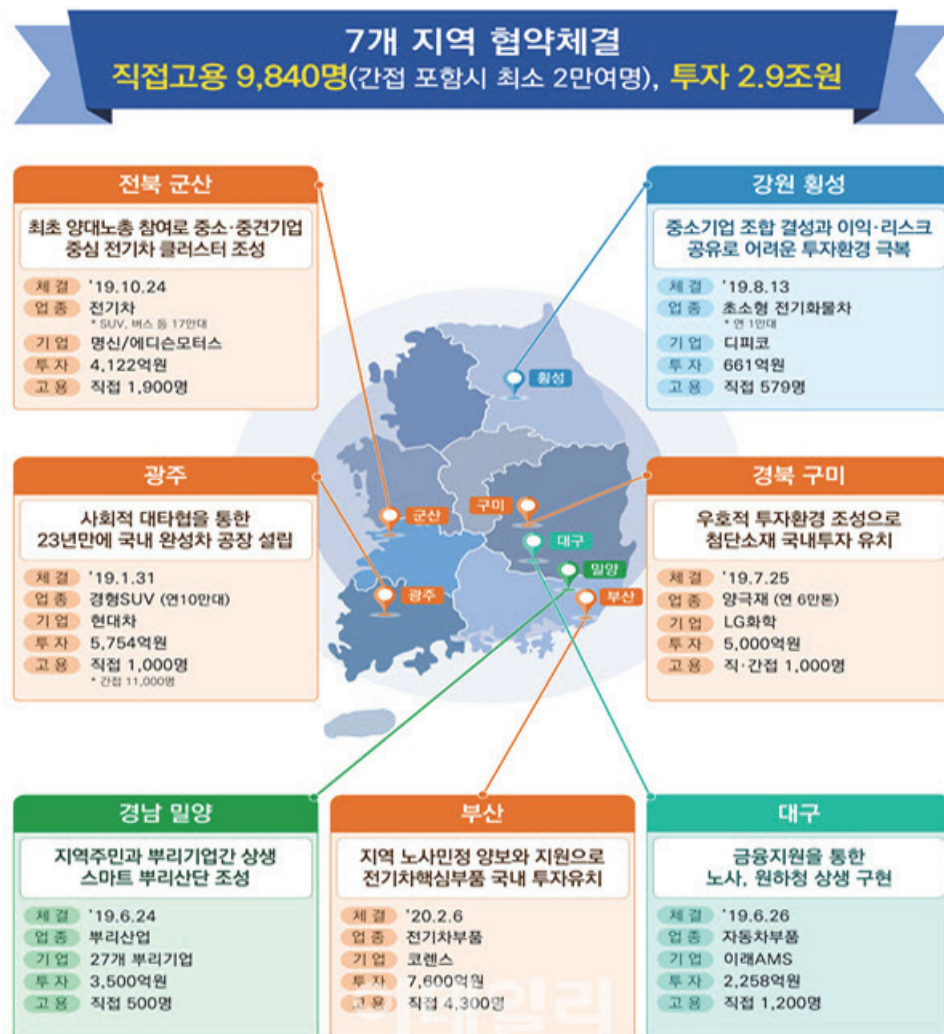 7개 지역 협약체결
직접고용 9,840명(간접 포함시 최소 2만여명), 투자 2.9조원
전북 군산
최초 양대노총 참여로 중소·중견기업
중심 전기차 클러스터 조성
체 결 '19.10.24
업 종 전기차
* SUV, 버스 등 17만대
기 업 명신/에디슨모터스
투 자 4,122억원
고 용 직접 1,900명
강원 횡성
중소기업 조합 결성과 이익·리스크
공유로 어려운 투자환경 극복
체 결 '19.8.13
업 종 초소형 전기화물차
* 연 1만대
기 업 디피코
투 자 661억원
고 용 직접 579명
횡성
군산
구미
대구
밀양
광주
부산
광주
사회적 대타협을 통한
23년만에 국내 완성차 공장 설립
체 결 '19.1.31
업 종 경형SUV (연10만대)
기 업 현대차
투 자 5,754억원
고 용 직접 1,000명
* 간접 11,000명
경북 구미
우호적 투자환경 조성으로
첨단소재 국내투자 유치
체 결 '19.7.25
업 종 양극재 (연 6만톤)
기 업 LG화학
투 자 5,000억원
고 용 직·간접 1,000명
경남 밀양
지역주민과 뿌리기업간 상생
스마트 뿌리산단 조성
체 결 '19.6.24
업 종 뿌리산업
기 업 27개 뿌리기업
투 자 3,500억원
고 용 직접 500명
부산
지역 노사민정 양보와 지원으로
전기차핵심부품 국내 투자유치
체 결 '20.2.6
업 종 전기차부품
기 업 코렌스
투 자 7,600억원
고 용 직접 4,300명
대구
금융지원을 통한
노사, 원하청 상생 구현
체 결 '19.6.26
업 종 자동차부품
기 업 이래AMS
투 자 2,258억원
고 용 직접 1,200명